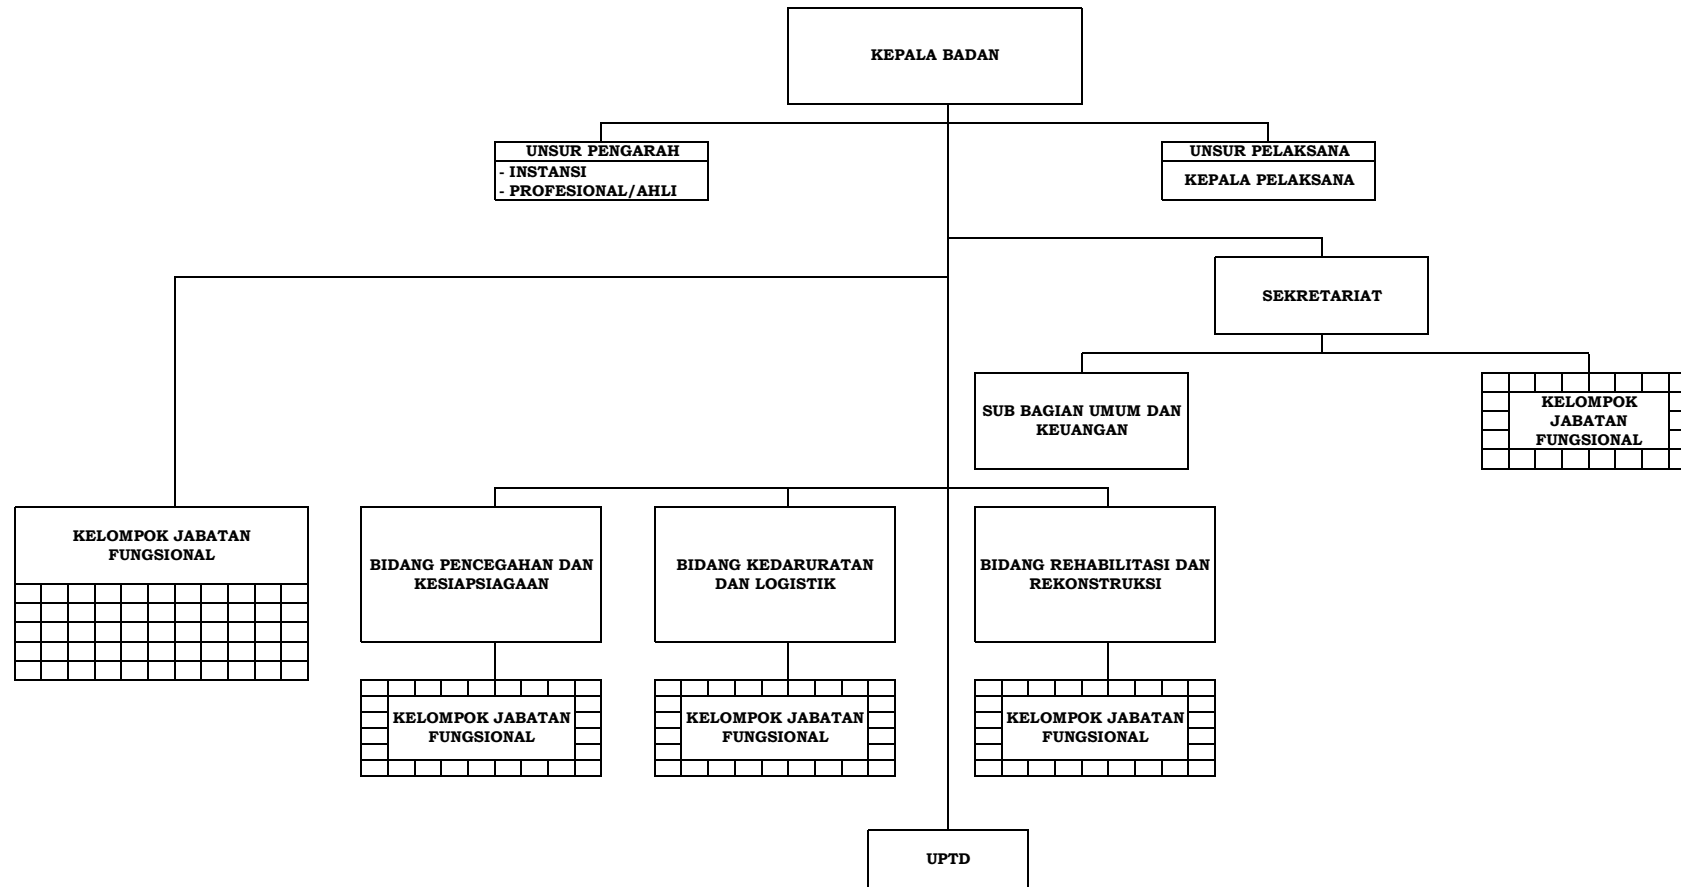 KEPALA BADAN
UNSUR PENGARAH
- INSTANSI
- PROFESIONAL/AHLI
UNSUR PELAKSANA
KEPALA PELAKSANA
SEKRETARIAT
SUB BAGIAN UMUM DAN
KEUANGAN
KELOMPOK
JABATAN
FUNGSIONAL
KELOMPOK JABATAN
FUNGSIONAL
BIDANG PENCEGAHAN DAN
KESIAPSIAGAAN
BIDANG KEDARURATAN
DAN LOGISTIK
BIDANG REHABILITASI DAN
REKONSTRUKSI
KELOMPOK JABATAN
FUNGSIONAL
KELOMPOK JABATAN
FUNGSIONAL
KELOMPOK JABATAN
FUNGSIONAL
UPTD